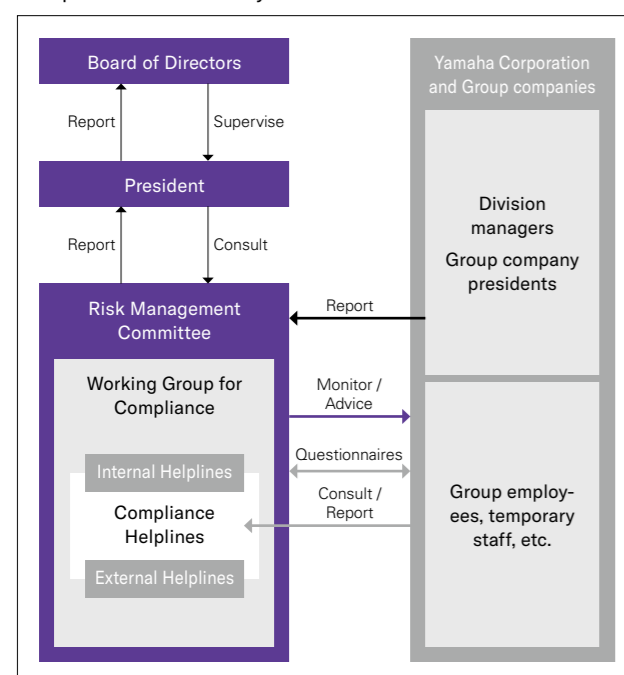 Board of Directors
Report
Supervise
President
Report
Consult
Risk Management
Committee
Working Group for
Compliance
Internal Helplines
Compliance
Helplines
External Helplines
Report
Monitor /
Advice
Questionnaires
Consult /
Report
Yamaha Corporation
and Group companies
Division
managers
Group company
presidents
Group employ-
ees, temporary
staff, etc.